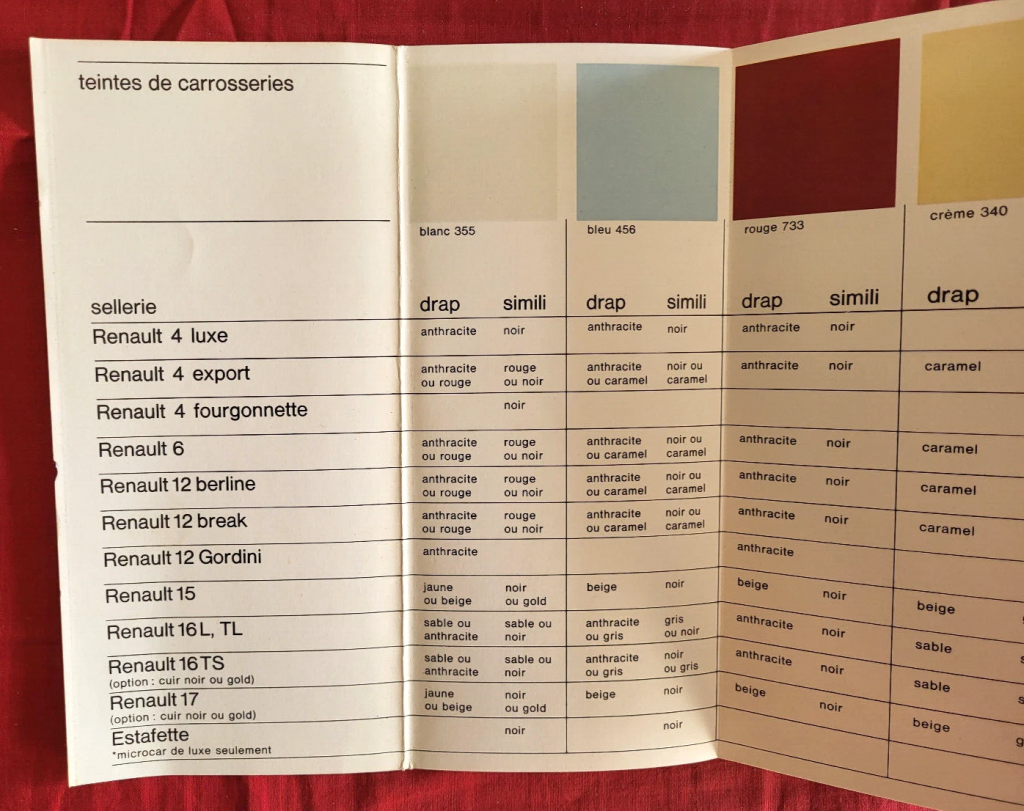 teintes de carrosseries
blanc 355 bleu 456 rouge 733 crème 340
sellerie drap simili drap simili drap simili drap
Renault 4 luxe anthracite noir anthracite noir anthracite noir
Renault 4 export anthracite rouge anthracite noir ou anthracite noir caramel
ou rouge ou noir ou caramel caramel
Renault 4 fourgonnette noir
Renault 6 anthracite rouge anthracite noir ou anthracite noir caramel
ou rouge ou noir ou caramel caramel
Renault 12 berline anthracite rouge anthracite noir ou anthracite noir caramel
ou rouge ou noir ou caramel caramel
Renault 12 break anthracite rouge anthracite noir ou anthracite noir caramel
ou rouge ou noir ou caramel caramel
Renault 12 Gordini anthracite anthracite
Renault 15 jaune noir beige noir beige noir beige
ou beige ou gold
Renault 16 L, TL sable ou sable ou anthracite gris anthracite noir sable
anthracite noir ou gris ou noir
Renault 16 TS sable ou sable ou anthracite noir anthracite noir sable
(option : cuir noir ou gold) anthracite noir ou gris ou gris
Renault 17 jaune noir beige noir beige noir beige
(option : cuir noir ou gold) ou beige ou gold
Estafette noir noir
*microcar de luxe seulement